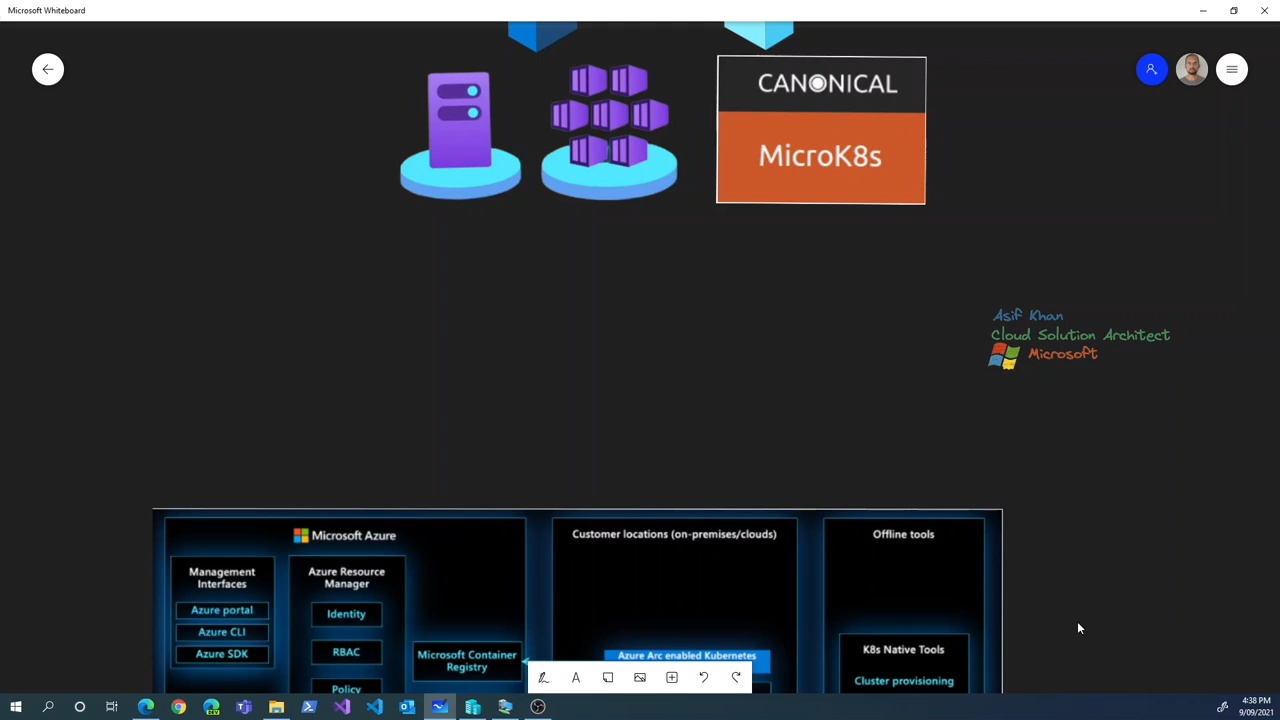 Microsoft Whiteboard
CANONICAL
MicroK8s
Asif Khan
Cloud Solution Architect
Microsoft
Microsoft Azure
Customer locations (on-premises/clouds)
Offline tools
Management
Interfaces
Azure Resource
Manager
Azure portal
Identity
Azure CLI
Azure SDK
RBAC
Microsoft Container
Registry
Azure Arc enabled Kubernetes
K8s Native Tools
Cluster provisioning
Policy
A
DEV
4:38 PM
9/09/2021